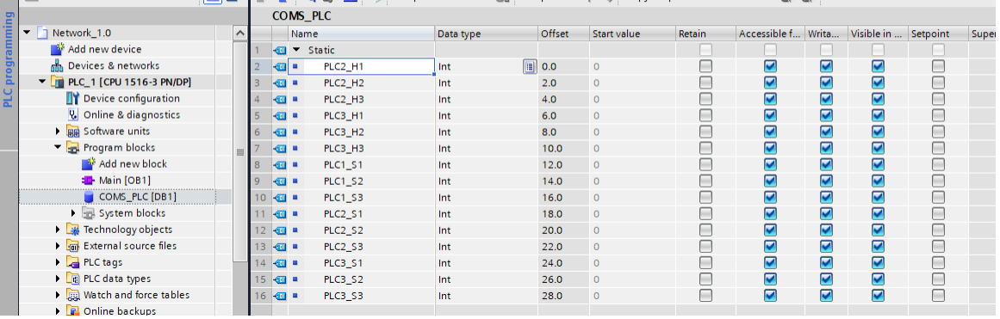 PLC programming
Network_1.0
Add new device
Devices & networks
PLC_1 [CPU 1516-3 PN/DP]
Device configuration
Online & diagnostics
Software units
Program blocks
Add new block
Main [OB1]
COMS_PLC [DB1]
System blocks
Technology objects
External source files
PLC tags
PLC data types
Watch and force tables
Online backups
COMS_PLC
Name Data type Offset Start value Retain Accessible f... Writa... Visible in ... Setpoint Super
1 Static
2 PLC2_H1 Int 0.0 0
3 PLC2_H2 Int 2.0 0
4 PLC2_H3 Int 4.0 0
5 PLC3_H1 Int 6.0 0
6 PLC3_H2 Int 8.0 0
7 PLC3_H3 Int 10.0 0
8 PLC1_S1 Int 12.0 0
9 PLC1_S2 Int 14.0 0
10 PLC1_S3 Int 16.0 0
11 PLC2_S1 Int 18.0 0
12 PLC2_S2 Int 20.0 0
13 PLC2_S3 Int 22.0 0
14 PLC3_S1 Int 24.0 0
15 PLC3_S2 Int 26.0 0
16 PLC3_S3 Int 28.0 0